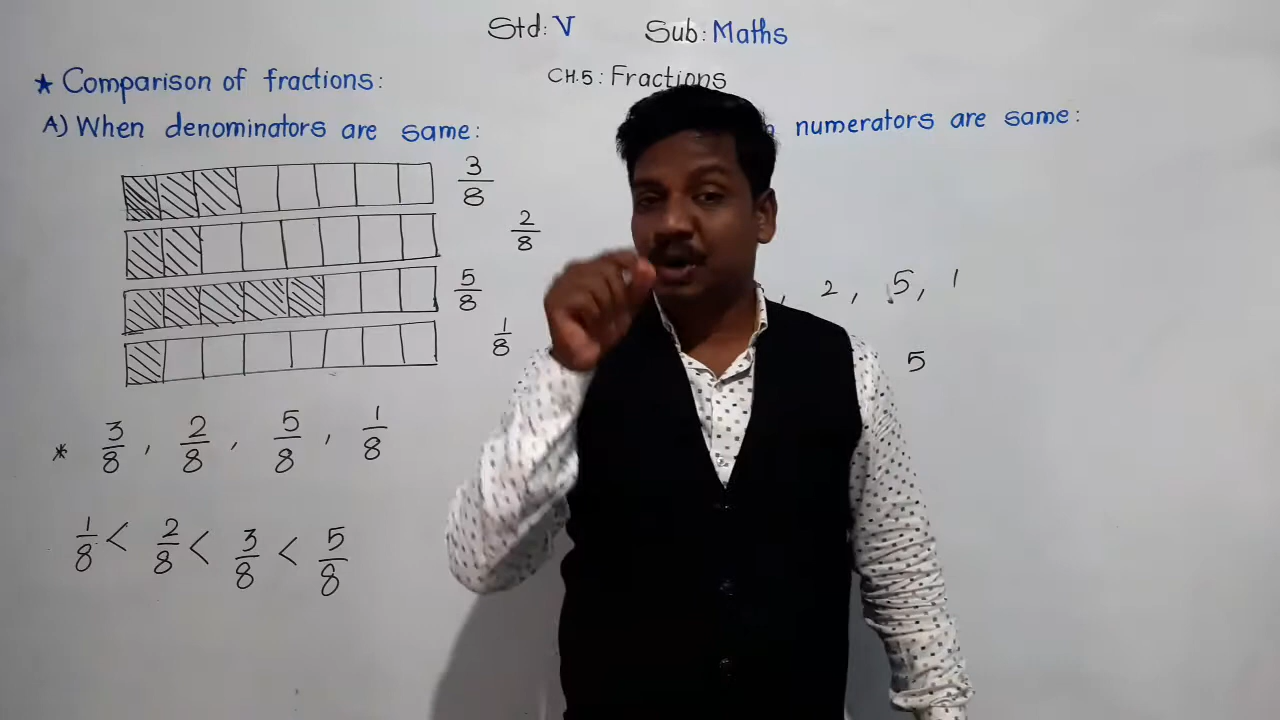 Std: V Sub: Maths
CH.5: Fractions
★ Comparison of fractions:
A) When denominators are same:
3/8
2/8
5/8
1/8
* 3/8 , 2/8 , 5/8 , 1/8
1/8 < 2/8 < 3/8 < 5/8
numerators are same:
, 2 , 5 , 1
5